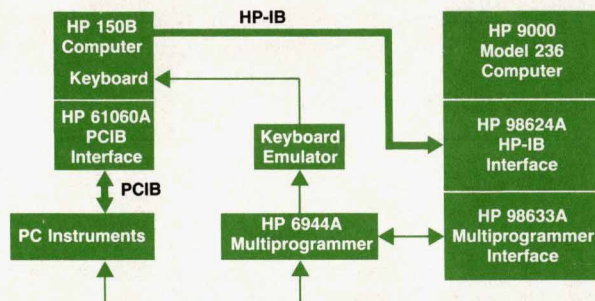 HP 150B
Computer
Keyboard
HP 61060A
PCIB
Interface
PCIB
PC Instruments
HP-IB
Keyboard
Emulator
HP 6944A
Multiprogrammer
HP 9000
Model 236
Computer
HP 98624A
HP-IB
Interface
HP 98633A
Multiprogrammer
Interface